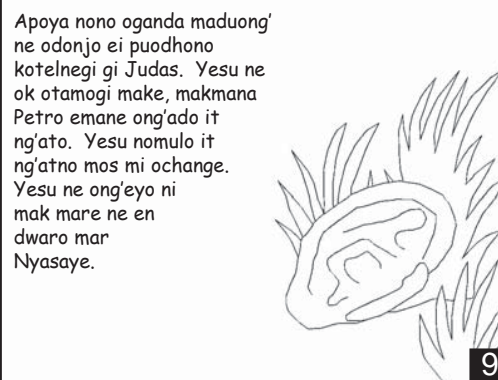 Apoya nono oganda maduong'
ne odonjo ei puodhono
kotelnegi gi Judas. Yesu ne
ok otamogi make, makmana
Petro emane ong'ado it
ng'ato. Yesu nomulo it
ng'atno mos mi ochange.
Yesu ne ong'eyo ni
mak mare ne en
dwaro mar
Nyasaye.
9